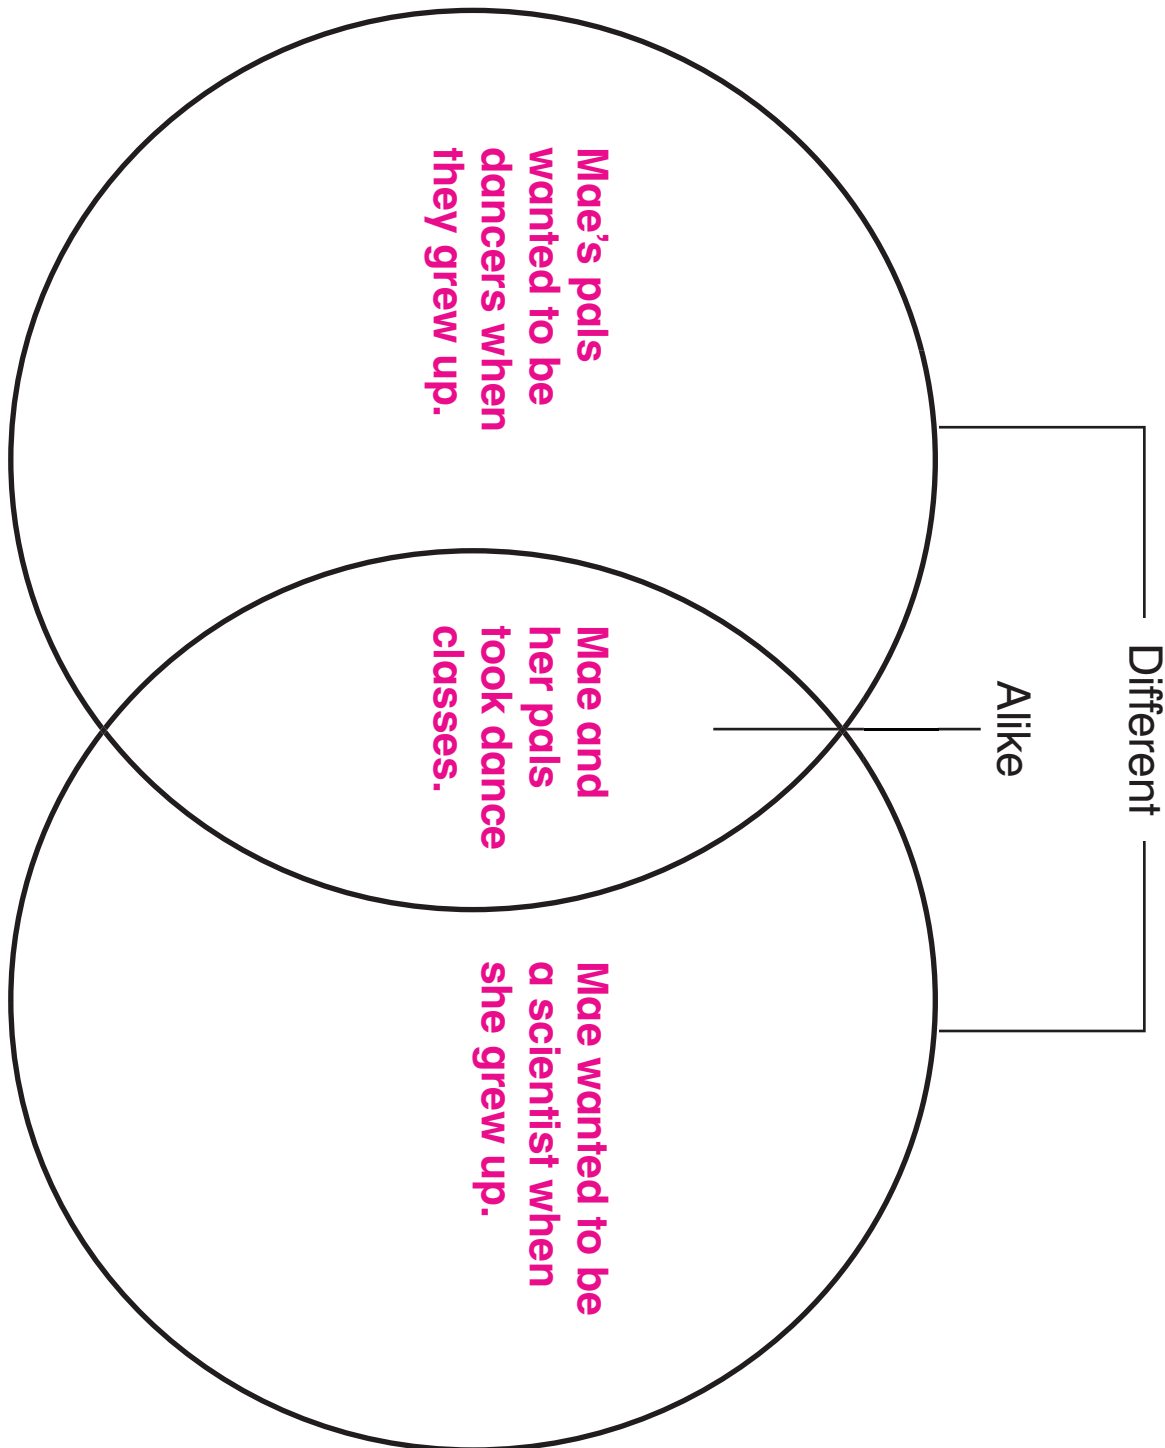 Different
Alike
Mae’s pals
wanted to be
dancers when
they grew up.
Mae and
her pals
took dance
classes.
Mae wanted to be
a scientist when
she grew up.